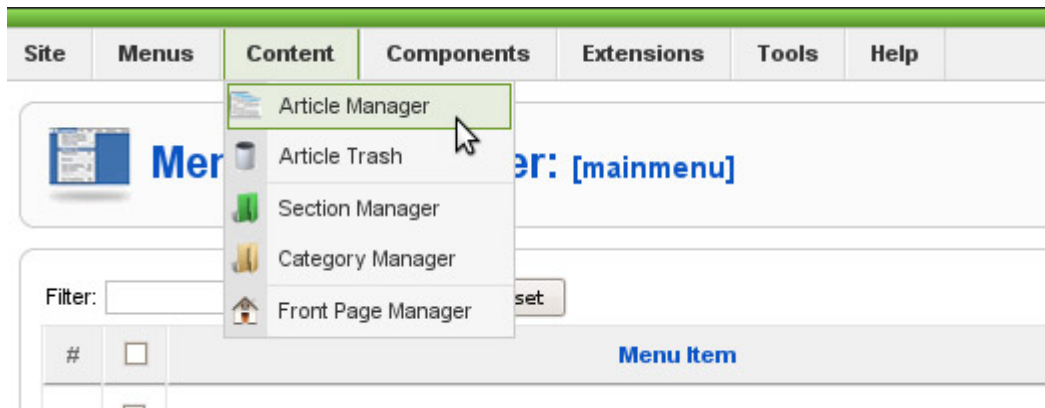 Site Menus Content Components Extensions Tools Help
Article Manager
Article Trash
Section Manager
Category Manager
Front Page Manager
[mainmenu]
Filter:
# Menu Item